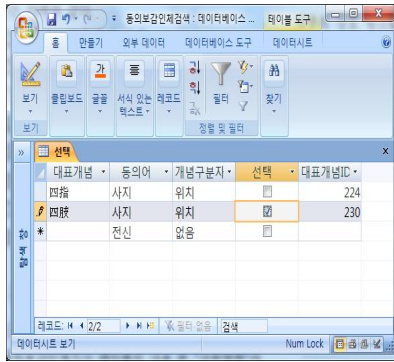 동의보감인체검색 : 데이터베이스 ... 테이블 도구
홈 만들기 외부 데이터 데이터베이스 도구 데이터시트
보기 클립보드 글꼴 서식 있는 텍스트 레코드 필터 찾기
보기 정렬 및 필터
선택
대표개념 동의어 개념구분자 선택 대표개념ID
四指 사지 위치 224
四肢 사지 위치 230
* 전신 없음
탐색 창
레코드: 2/2 필터 없음 검색
데이터시트 보기 Num Lock